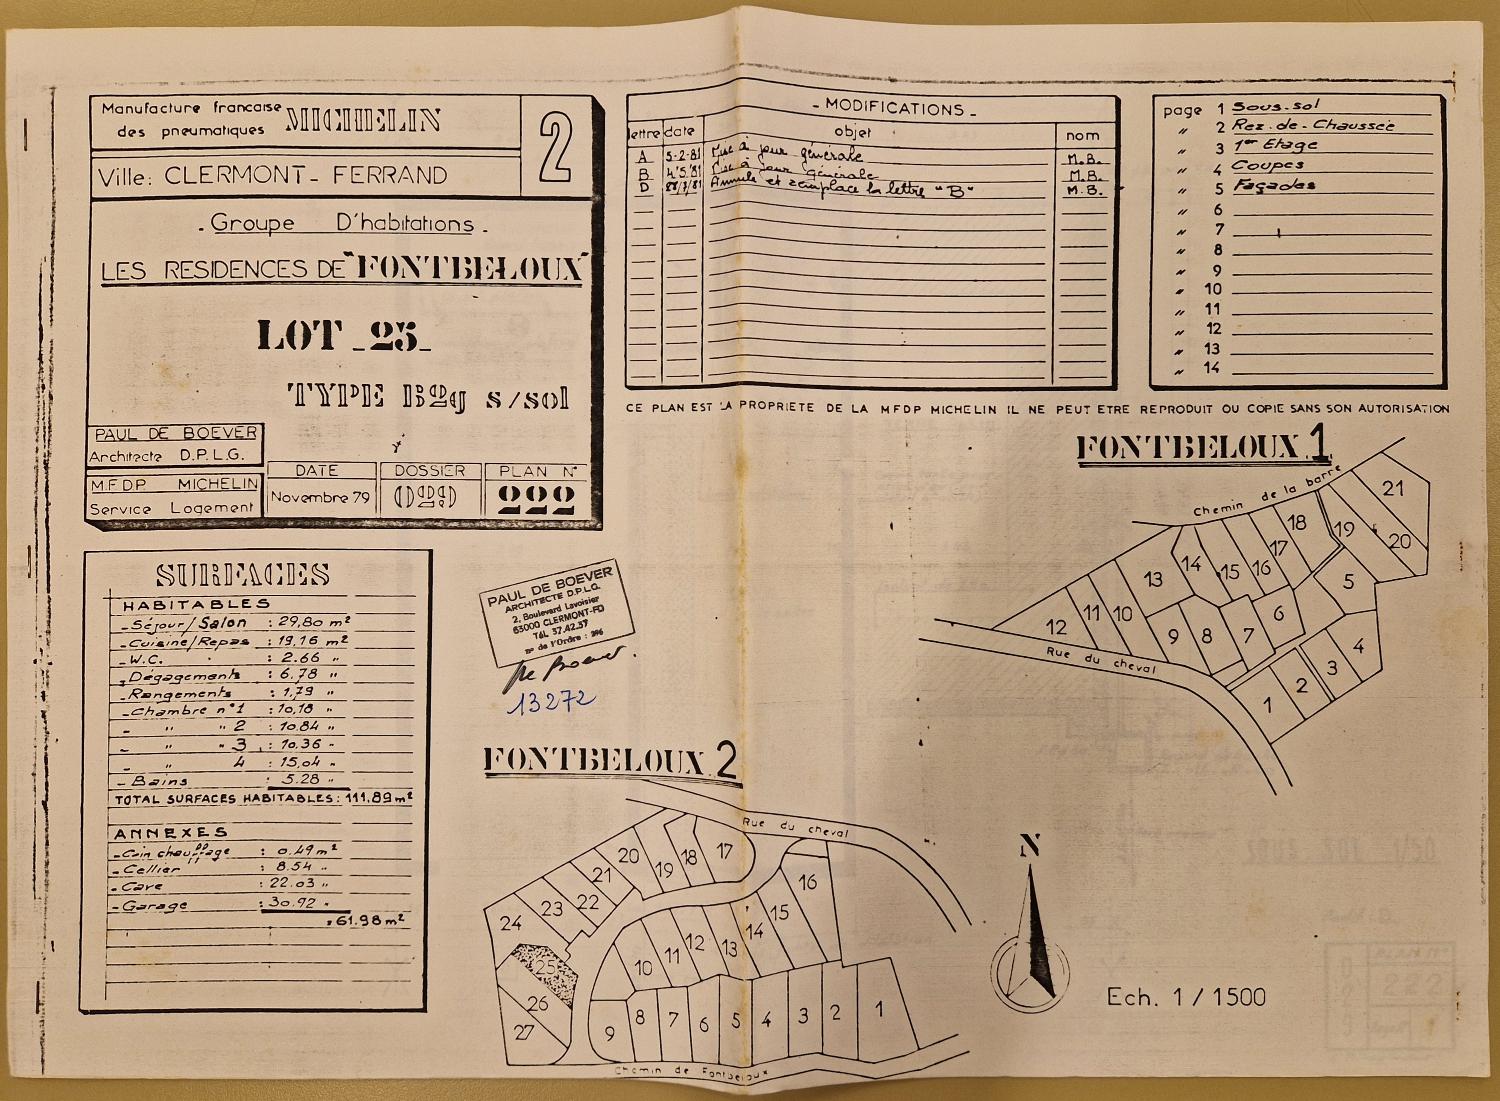 Manufacture francaise MICHELIN
des pneumatiques
2
Ville: CLERMONT_ FERRAND
- Groupe D'habitations -
LES RESIDENCES DE "FONTBELOUX"
LOT _25_
TYPE B2g s/sol
PAUL DE BOEVER
Architecte D.P.L.G.
M.F.D.P. MICHELIN
Service Logement
DATE
Novembre 79
DOSSIER
PLAN N°
222
- MODIFICATIONS -
lettre date objet nom
A 5-2-81 Mise à jour générale M.B.
B 4'5/81 Mise à jour générale M.B.
D /81 Annule et remplace la lettre "B" M.B.
page 1 Sous-sol
" 2 Rez-de-Chaussée
" 3 1er Etage
" 4 Coupes
" 5 Façades
" 6
" 7
" 8
" 9
" 10
" 11
" 12
" 13
" 14
CE PLAN EST LA PROPRIETE DE LA MFDP MICHELIN IL NE PEUT ETRE REPRODUIT OU COPIE SANS SON AUTORISATION
SURFACES
HABITABLES
- Séjour/Salon : 29,80 m²
- Cuisine/Repas : 19,16 m²
- W.C. : 2.66 "
- Dégagements : 6.78 "
- Rangements : 1,79 "
- Chambre n°1 : 10,18 "
- " " 2 : 10.84 "
- " " 3 : 10.36 "
- " 4 : 15,04 "
- Bains : 5.28 "
TOTAL SURFACES HABITABLES : 111,89 m²
ANNEXES
- Coin chauffage : 0.49 m²
- Cellier : 8.54 "
- Cave : 22.03 "
- Garage : 30.92 "
61.98 m²
PAUL DE BOEVER
ARCHITECTE D.P.L.G.
2, Boulevard Lavoisier
63000 CLERMONT-FD
Tél. 37.42.37
n° de l'Ordre : 296
De Boever.
13272
FONTBELOUX 1
Chemin de la barre
21
18
19
20
17
14
15
16
13
5
11
10
12
9
8
7
6
4
3
2
1
Rue du cheval
FONTBELOUX 2
Rue du cheval
17
18
20
19
21
22
23
24
16
15
14
13
12
11
10
25
26
27
9
8
7
6
5
4
3
2
1
Chemin de Fontbeloux
N
Ech. 1 / 1500
SOUS SOL 1/50
PLAN N°
222